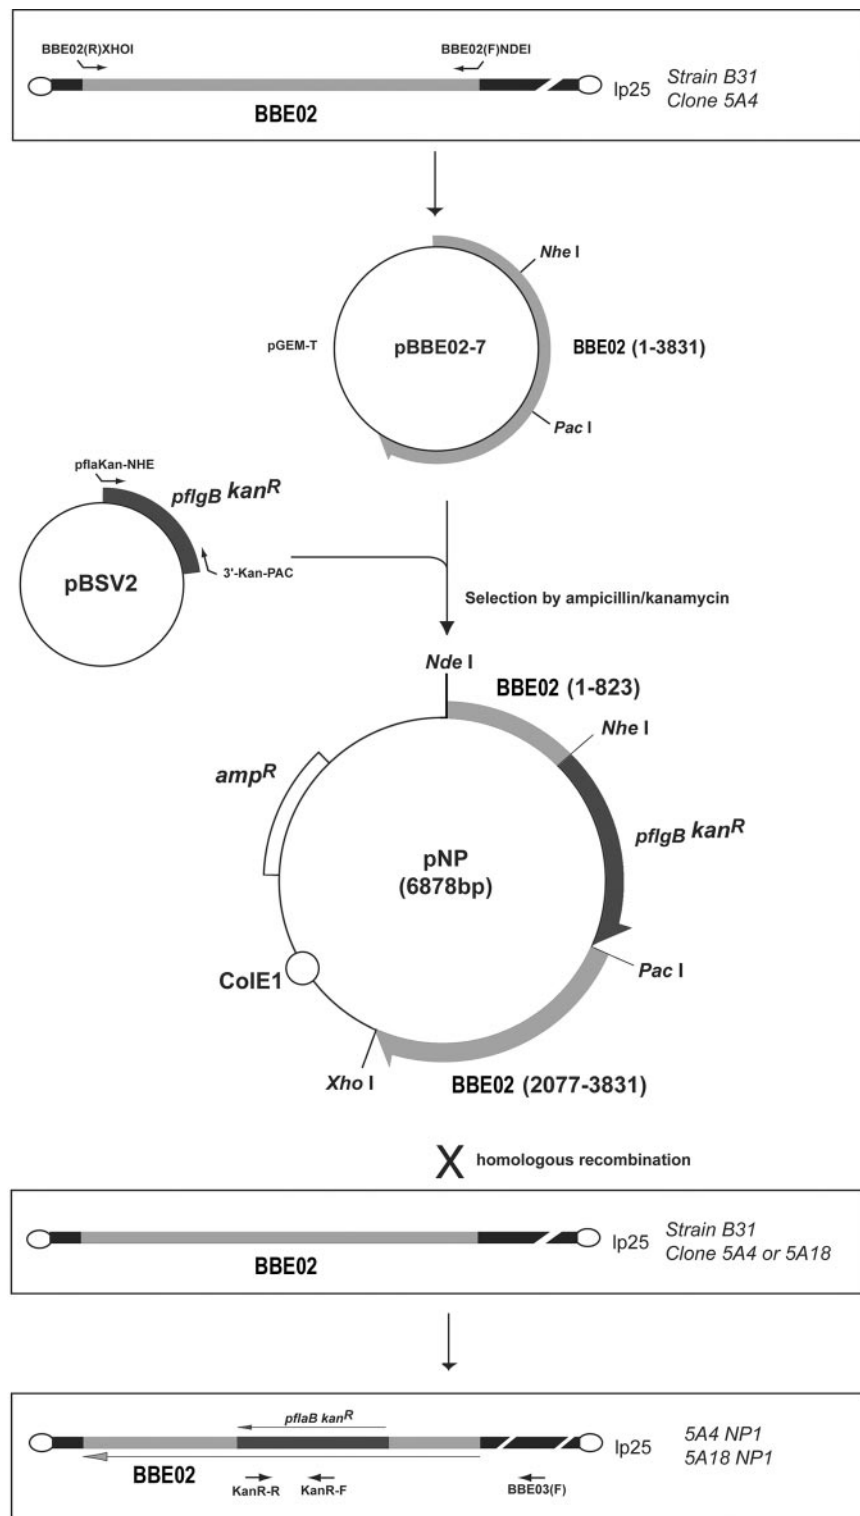 BBE02(R)XHOI
BBE02(F)NDEI
lp25
Strain B31
Clone 5A4
BBE02
Nhe I
pGEM-T
pBBE02-7
BBE02 (1-3831)
Pac I
pflaKan-NHE
pflgB kanR
3'-Kan-PAC
pBSV2
Selection by ampicillin/kanamycin
Nde I
BBE02 (1-823)
Nhe I
ampR
pflgB kanR
pNP
(6878bp)
ColE1
Pac I
Xho I
BBE02 (2077-3831)
X homologous recombination
lp25
Strain B31
Clone 5A4 or 5A18
BBE02
pflaB kanR
lp25
5A4 NP1
5A18 NP1
BBE02
KanR-R
KanR-F
BBE03(F)